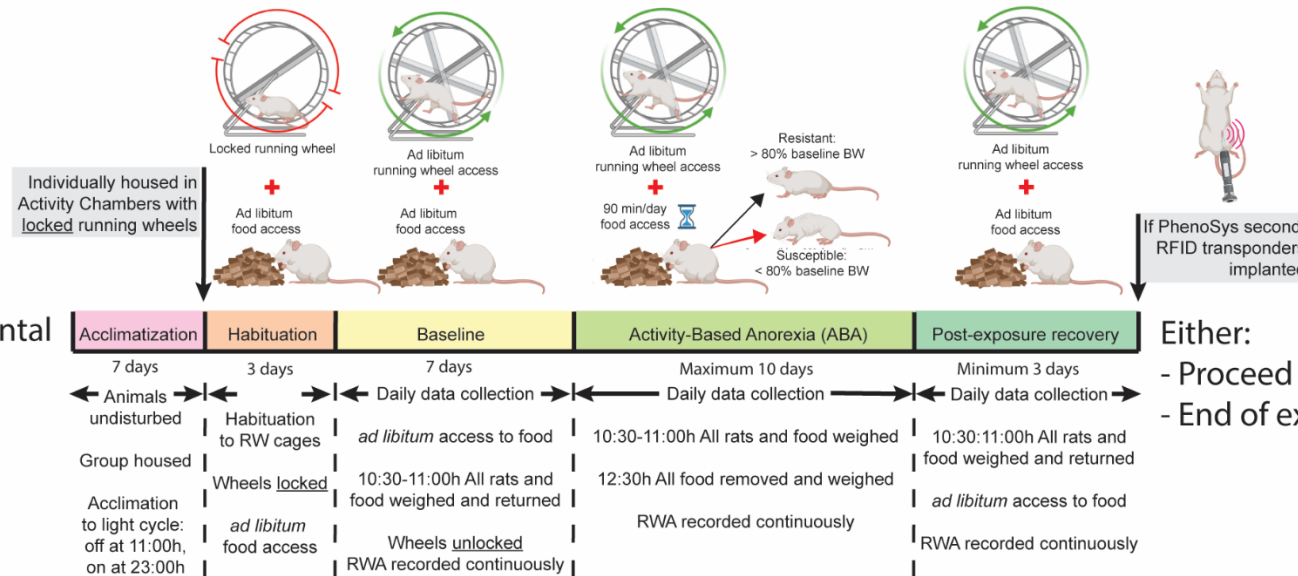 Locked running wheel
Ad libitum
running wheel access
Ad libitum
running wheel access
Resistant:
> 80% baseline BW
Ad libitum
running wheel access
Individually housed in
Activity Chambers with
locked running wheels
Ad libitum
food access
Ad libitum
food access
90 min/day
food access
Susceptible:
< 80% baseline BW
Ad libitum
food access
If PhenoSys second
RFID transponder
implanted
ental
Acclimatization
Habituation
Baseline
Activity-Based Anorexia (ABA)
Post-exposure recovery
7 days
3 days
7 days
Maximum 10 days
Minimum 3 days
Animals
undisturbed
Group housed
Acclimation
to light cycle:
off at 11:00h,
on at 23:00h
Habituation
to RW cages
Wheels locked
ad libitum
food access
Daily data collection
ad libitum access to food
10:30-11:00h All rats and
food weighed and returned
Wheels unlocked
RWA recorded continuously
Daily data collection
10:30-11:00h All rats and food weighed
12:30h All food removed and weighed
RWA recorded continuously
Daily data collection
10:30:11:00h All rats and
food weighed and returned
ad libitum access to food
RWA recorded continuously
Either:
- Proceed
- End of ex